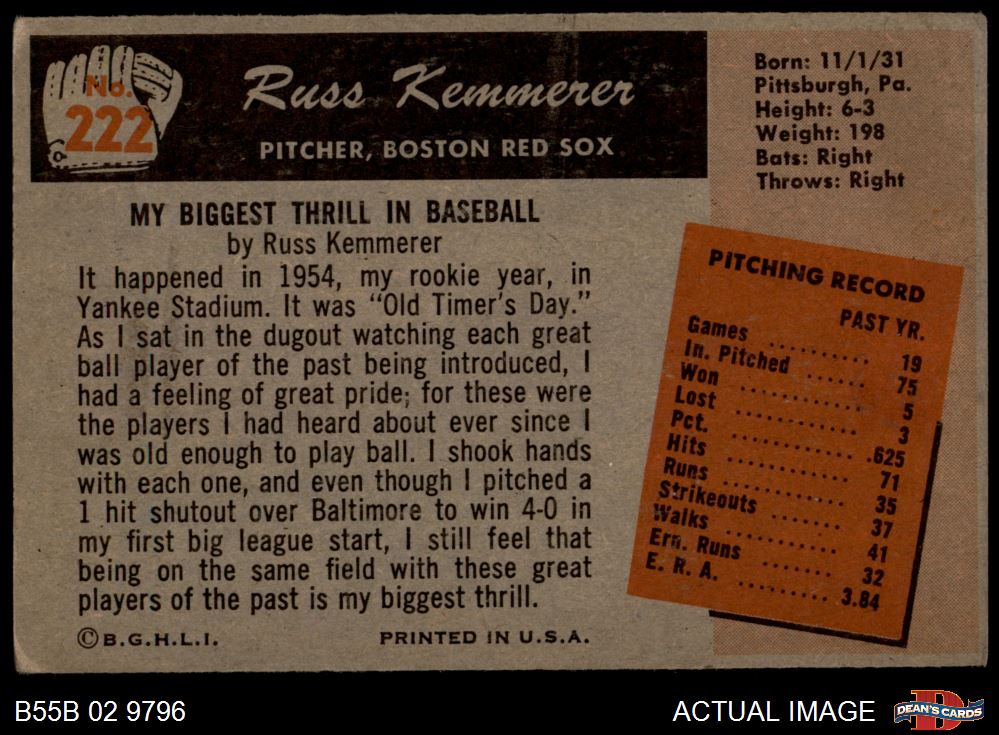 No.
222
Russ Kemmerer
PITCHER, BOSTON RED SOX
Born: 11/1/31
Pittsburgh, Pa.
Height: 6-3
Weight: 198
Bats: Right
Throws: Right
MY BIGGEST THRILL IN BASEBALL
by Russ Kemmerer
It happened in 1954, my rookie year, in
Yankee Stadium. It was “Old Timer’s Day.”
As I sat in the dugout watching each great
ball player of the past being introduced, I
had a feeling of great pride; for these were
the players I had heard about ever since I
was old enough to play ball. I shook hands
with each one, and even though I pitched a
1 hit shutout over Baltimore to win 4-0 in
my first big league start, I still feel that
being on the same field with these great
players of the past is my biggest thrill.
©B.G.H.L.I. PRINTED IN U.S.A.
PITCHING RECORD
PAST YR.
Games .......... 19
In. Pitched ...... 75
Won ............ 5
Lost ............ 3
Pct. ............ .625
Hits ............ 71
Runs ............ 35
Strikeouts ....... 37
Walks ........... 41
Ern. Runs ....... 32
E. R. A. ......... 3.84
B55B 02 9796
ACTUAL IMAGE
D
DEAN'S CARDS